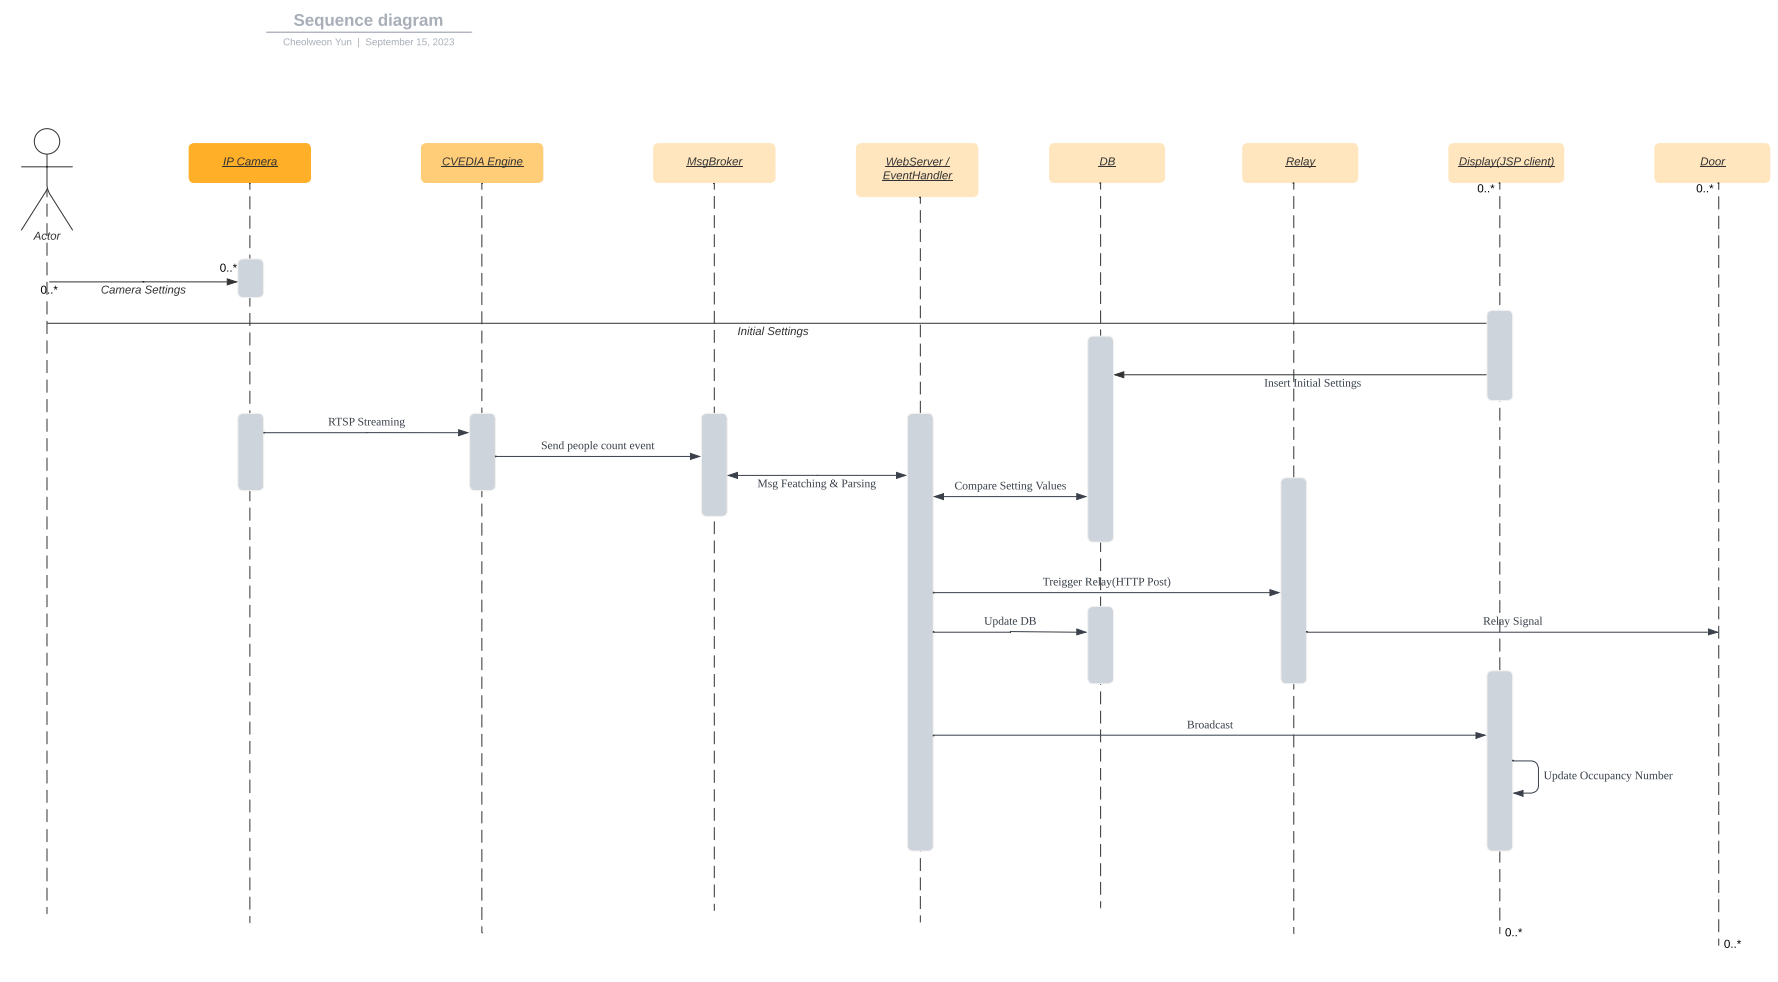 Sequence diagram
Cheolweon Yun | September 15, 2023
IP Camera
CVEDIA Engine
MsgBroker
WebServer /
EventHandler
DB
Relay
Display(JSP client)
Door
0..*
0..*
Actor
0..*
0..*
Camera Settings
Initial Settings
Insert Initial Settings
RTSP Streaming
Send people count event
Msg Featching & Parsing
Compare Setting Values
Treigger Relay(HTTP Post)
Update DB
Relay Signal
Broadcast
Update Occupancy Number
0..*
0..*